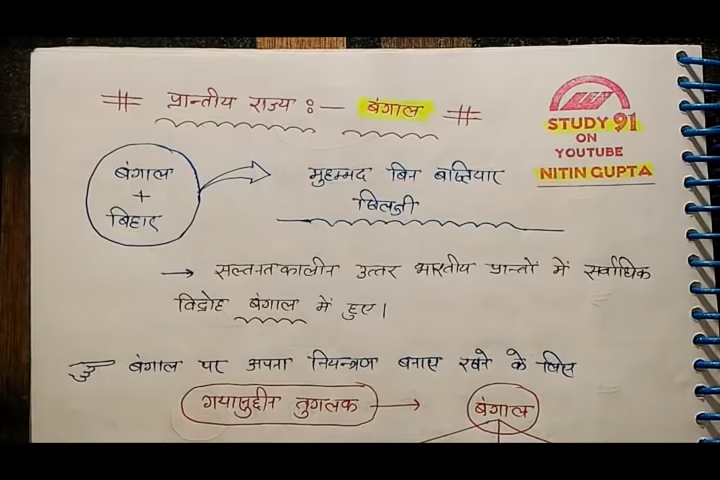 # प्रान्तीय राज्य :— बंगाल #
STUDY 91
ON
YOUTUBE
NITIN GUPTA
बंगाल
+
बिहार
मुहम्मद बिन बख्तियार
खिलजी
→ सल्तनतकालीन उत्तर भारतीय प्रान्तों में सर्वाधिक
विद्रोह बंगाल में हुए।
बंगाल पर अपना नियन्त्रण बनाए रखने के लिए
गयासुद्दीन तुगलक → बंगाल